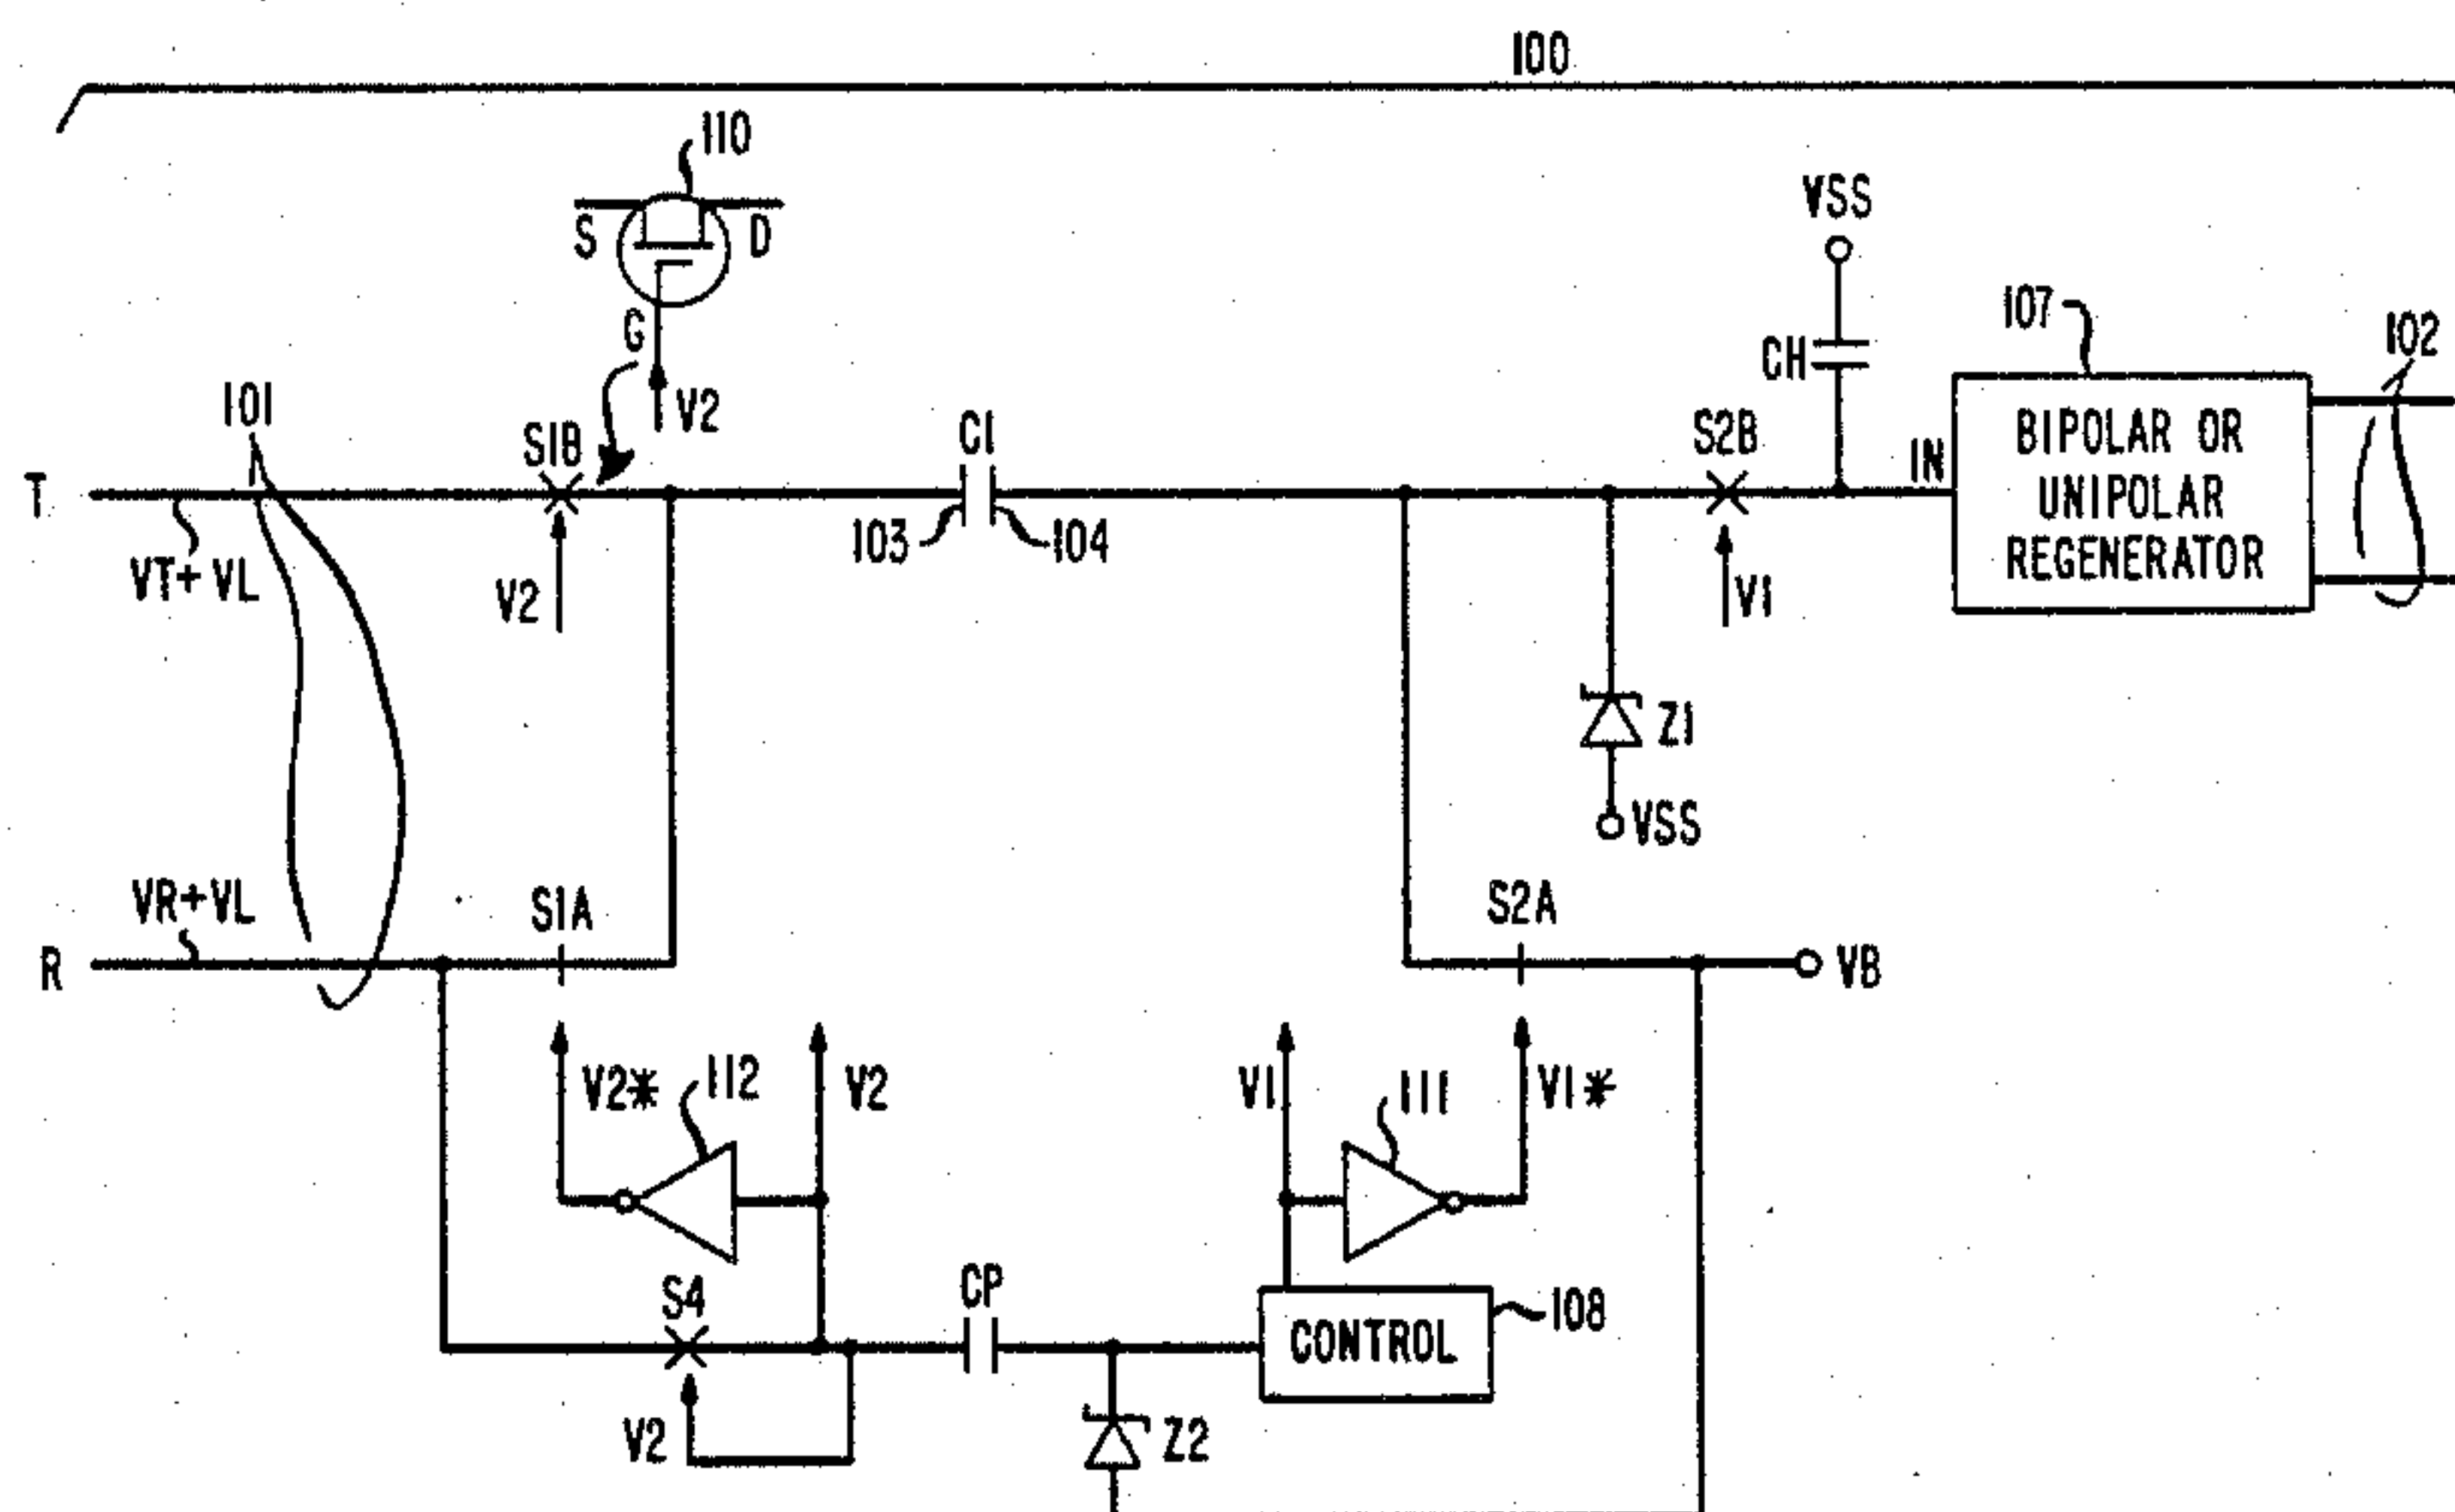 100
110
S
D
G
V2
VSS
CH
107
102
101
S1B
C1
S2B
IN
BIPOLAR OR
UNIPOLAR
REGENERATOR
T
VT+VL
V2
103
104
V1
Z1
VSS
VR+VL
S1A
S2A
R
VB
V2*
112
V2
V1
111
V1*
S4
CP
CONTROL
108
V2
Z2